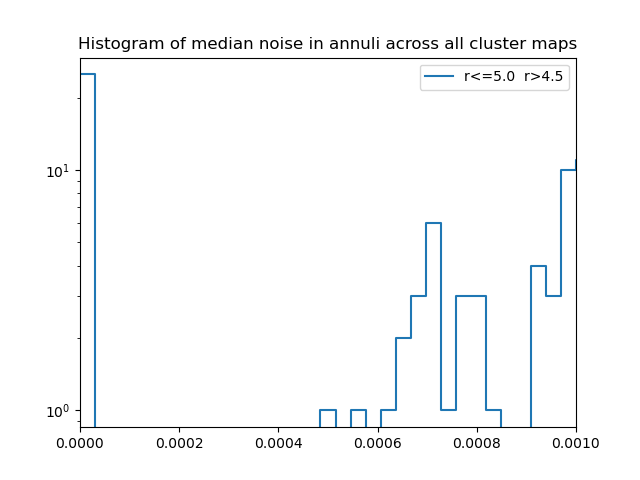 Histogram of median noise in annuli across all cluster maps
r<=5.0 r>4.5
10¹
10⁰
0.0000 0.0002 0.0004 0.0006 0.0008 0.0010